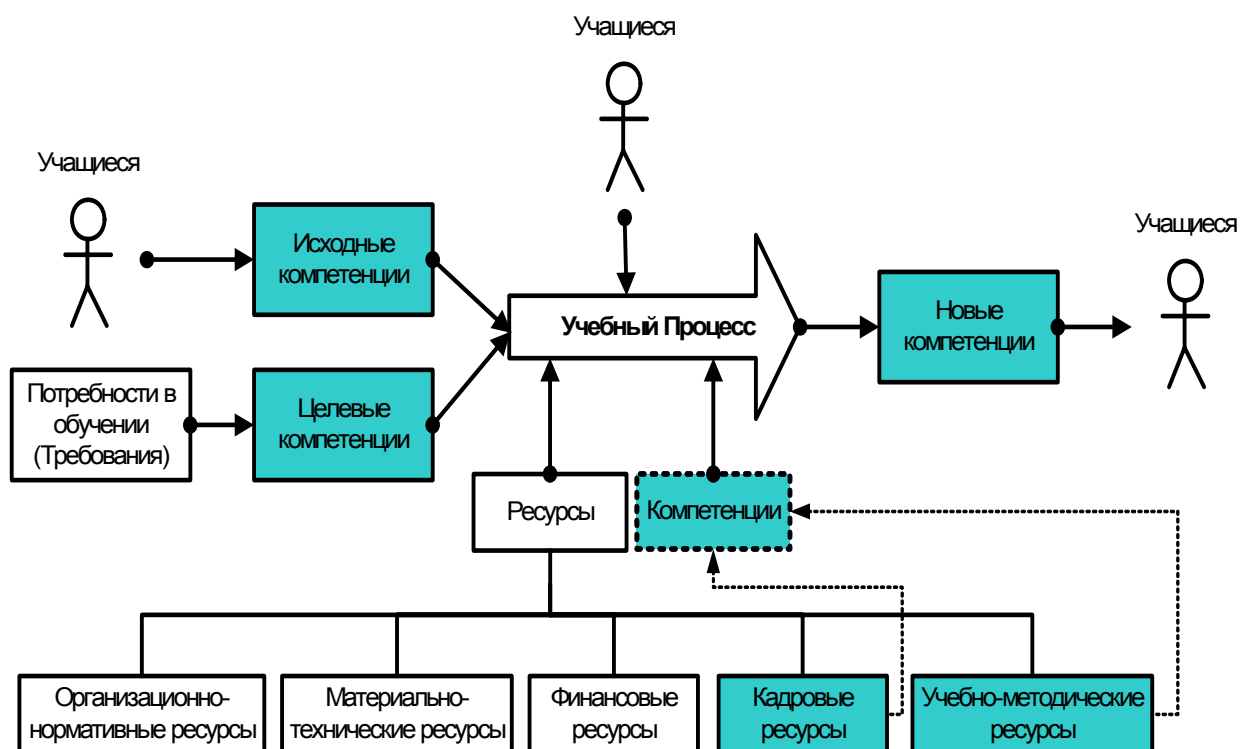 Учащиеся
Учащиеся
Учащиеся
Исходные
компетенции
Учебный Процесс
Новые
компетенции
Потребности в
обучении
(Требования)
Целевые
компетенции
Ресурсы
Компетенции
Организационно-
нормативные ресурсы
Материально-
технические ресурсы
Финансовые
ресурсы
Кадровые
ресурсы
Учебно-методические
ресурсы